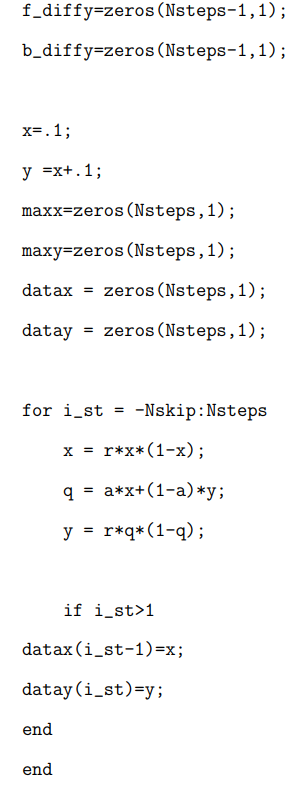 f_diffy=zeros(Nsteps-1,1);
b_diffy=zeros(Nsteps-1,1);
x=.1;
y =x+.1;
maxx=zeros(Nsteps,1);
maxy=zeros(Nsteps,1);
datax = zeros(Nsteps,1);
datay = zeros(Nsteps,1);
for i_st = -Nskip:Nsteps
x = r*x*(1-x);
q = a*x+(1-a)*y;
y = r*q*(1-q);
if i_st>1
datax(i_st-1)=x;
datay(i_st)=y;
end
end